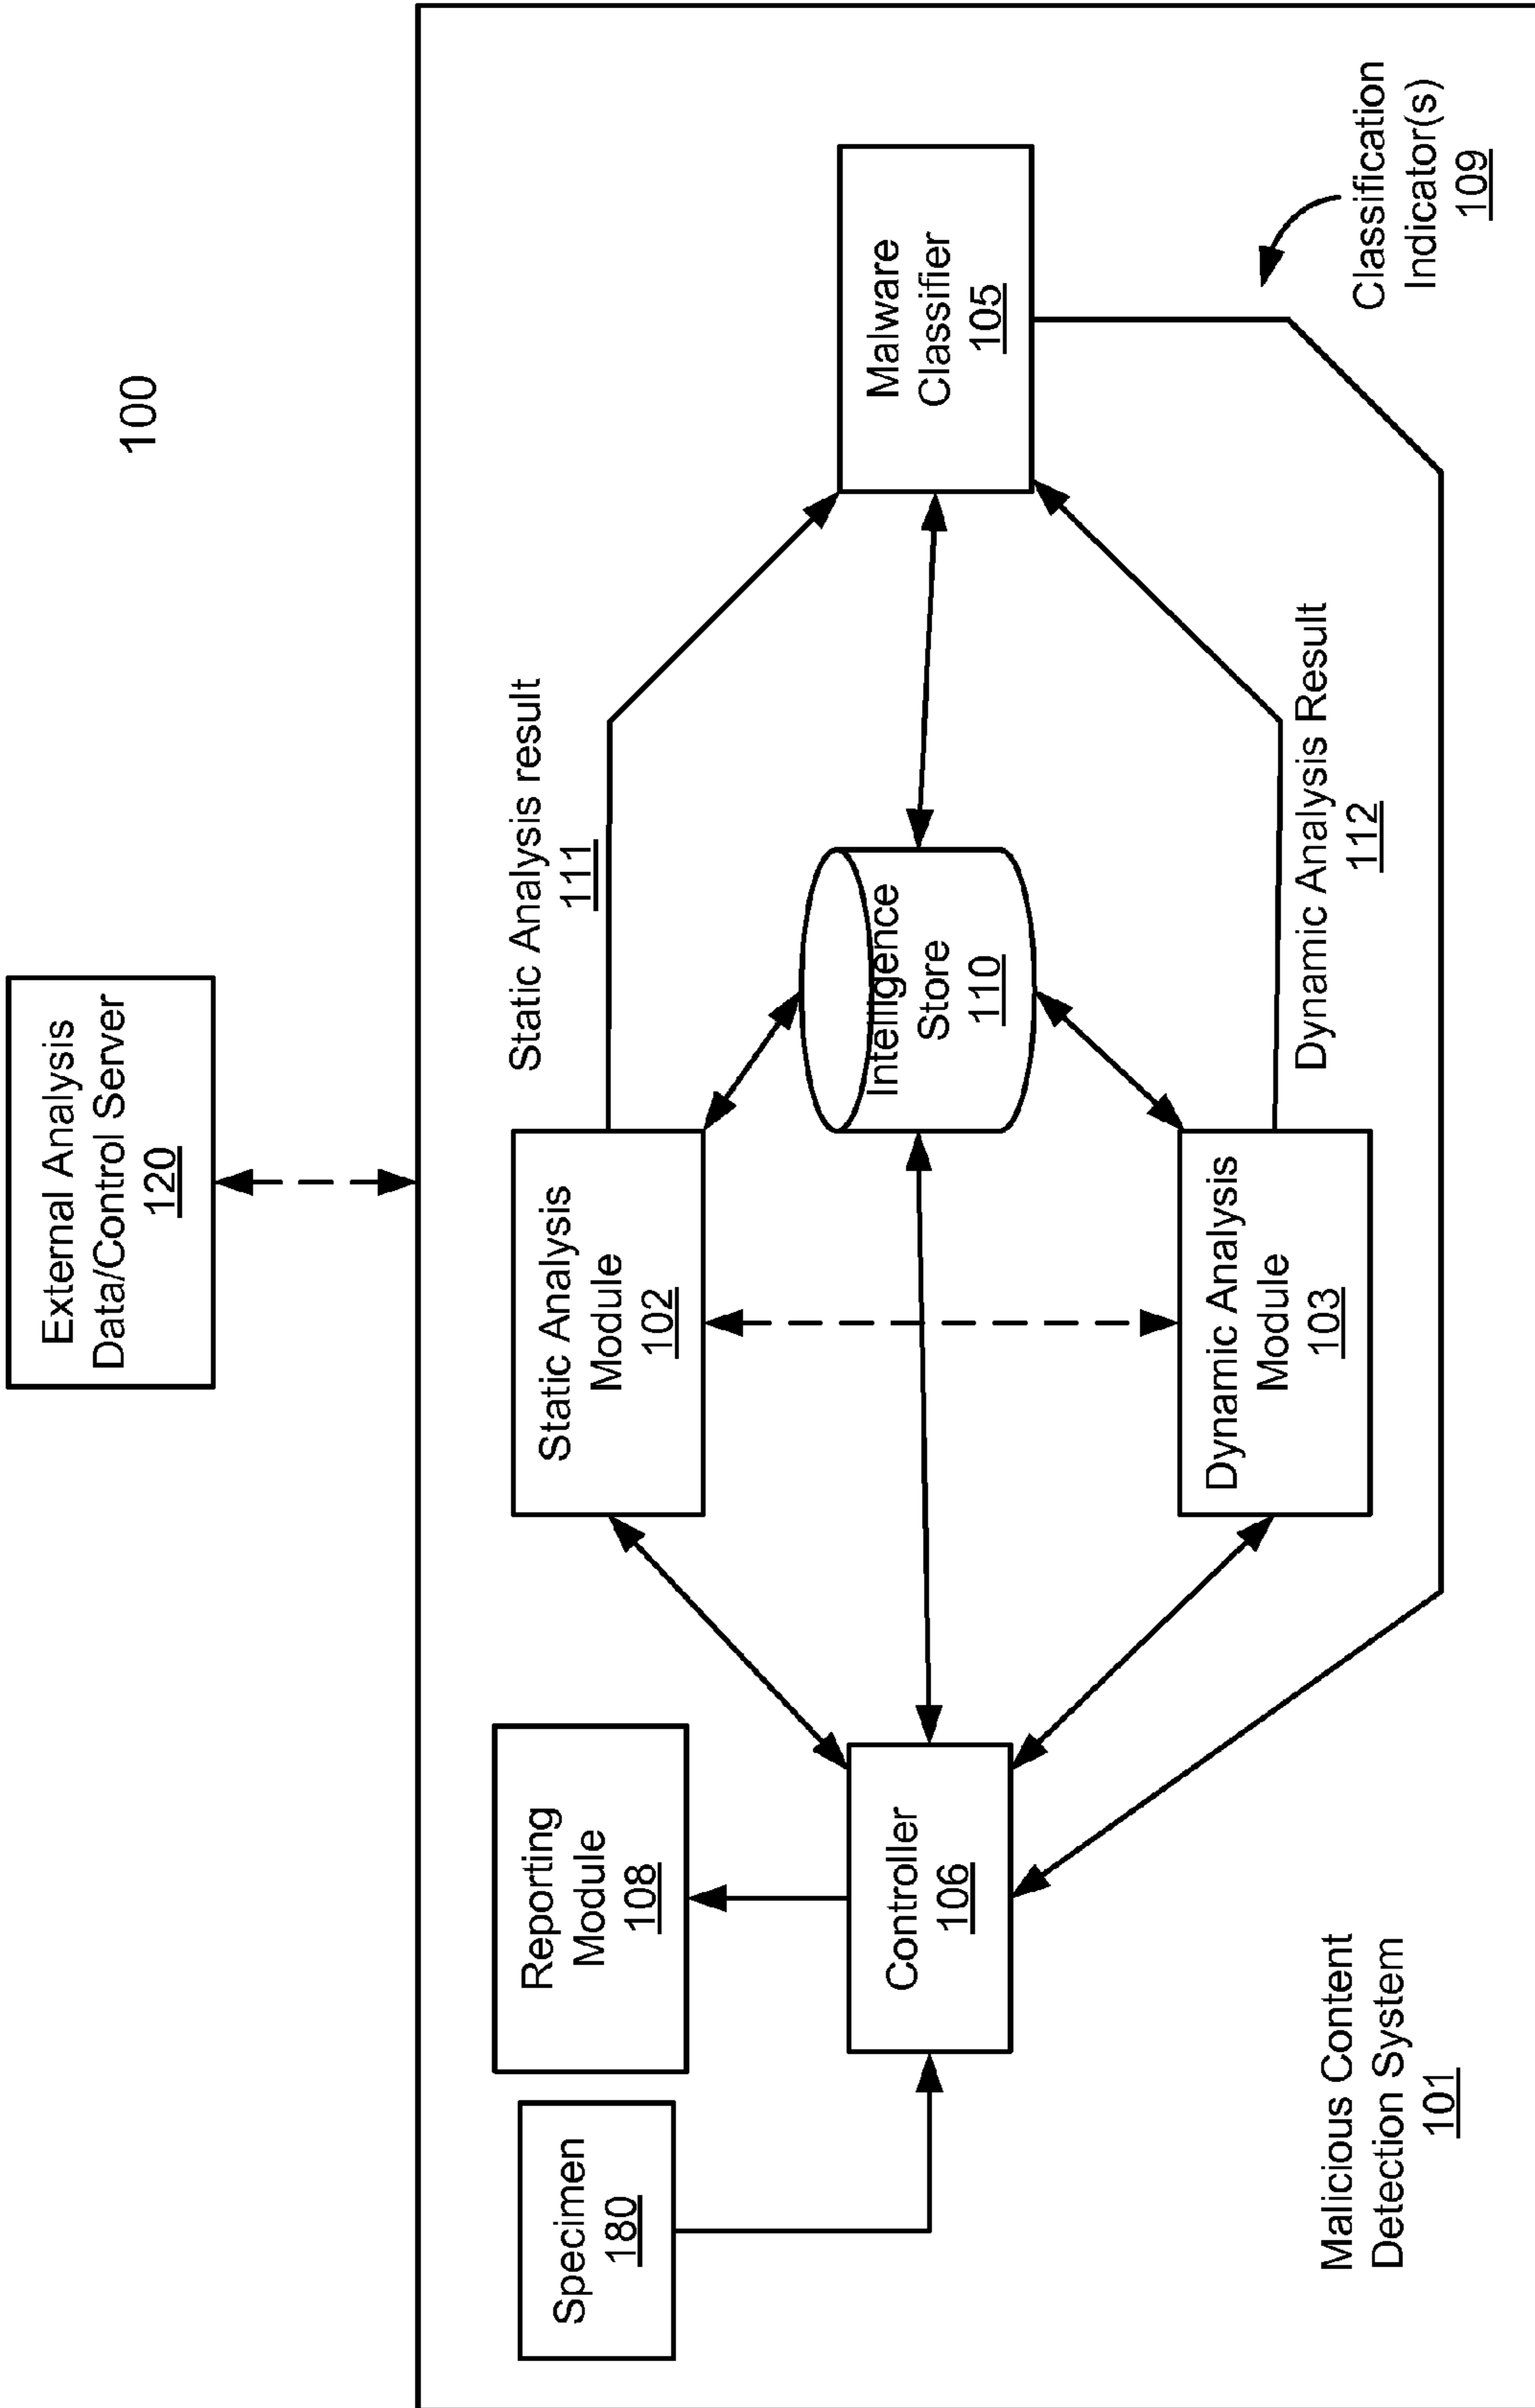 100
External Analysis
Data/Control Server
120
Specimen
180
Reporting
Module
108
Static Analysis
Module
102
Static Analysis result
111
Controller
106
Intelligence
Store
110
Malware
Classifier
105
Dynamic Analysis
Module
103
Dynamic Analysis Result
112
Classification
Indicator(s)
109
Malicious Content
Detection System
101